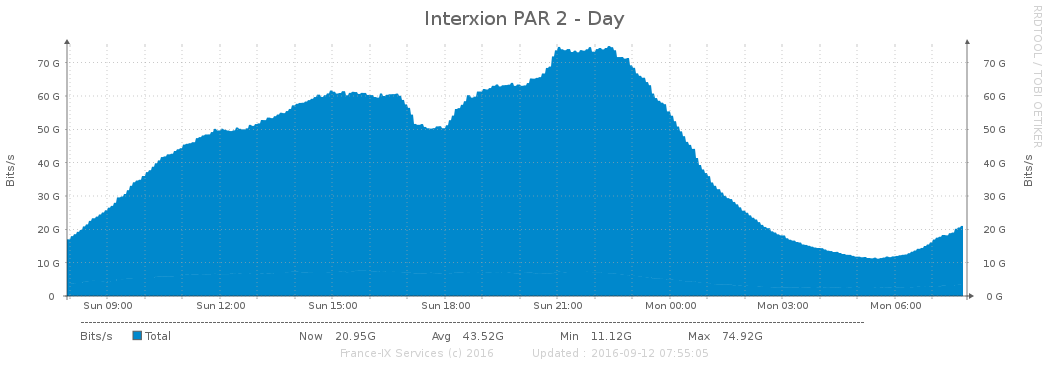 Interxion PAR 2 - Day
RRDTOOL / TOBI OETIKER
Bits/s
70 G
60 G
50 G
40 G
30 G
20 G
10 G
0
70 G
60 G
50 G
40 G
30 G
20 G
10 G
0 G
Bits/s
Sun 09:00 Sun 12:00 Sun 15:00 Sun 18:00 Sun 21:00 Mon 00:00 Mon 03:00 Mon 06:00
Bits/s Total Now 20.95G Avg 43.52G Min 11.12G Max 74.92G
France-IX Services (c) 2016 Updated : 2016-09-12 07:55:05